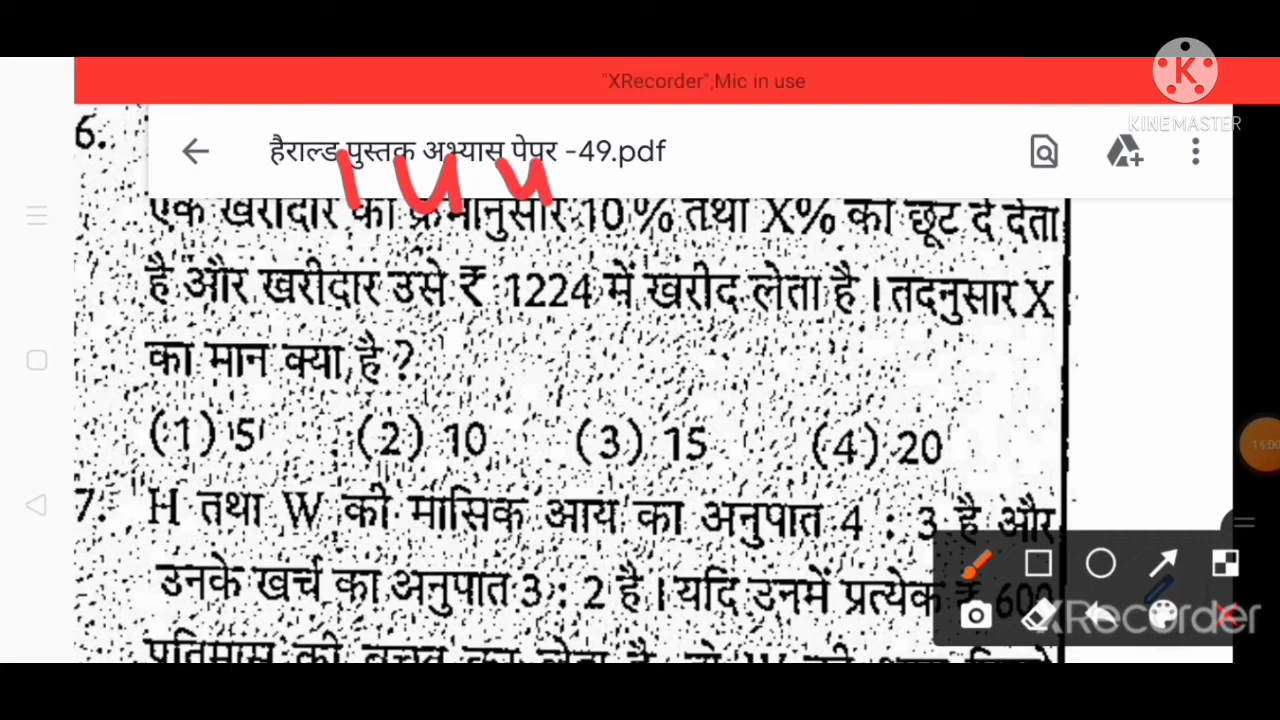 "XRecorder",Mic in use
K
KINEMASTER
6.
हैराल्ड पुस्तक अभ्यास पेपर -49.pdf
एक खरीदार को क्रमानुसार 10% तथा X% की छूट दे देता
है और खरीदार उसे ₹ 1224 में खरीद लेता है । तदनुसार X
का मान क्या है ?
(1) 5 (2) 10 (3) 15 (4) 20
7. H तथा W की मासिक आय का अनुपात 4 : 3 है और
उनके खर्च का अनुपात 3 : 2 है । यदि उनमें प्रत्येक ₹ 600
XRecorder